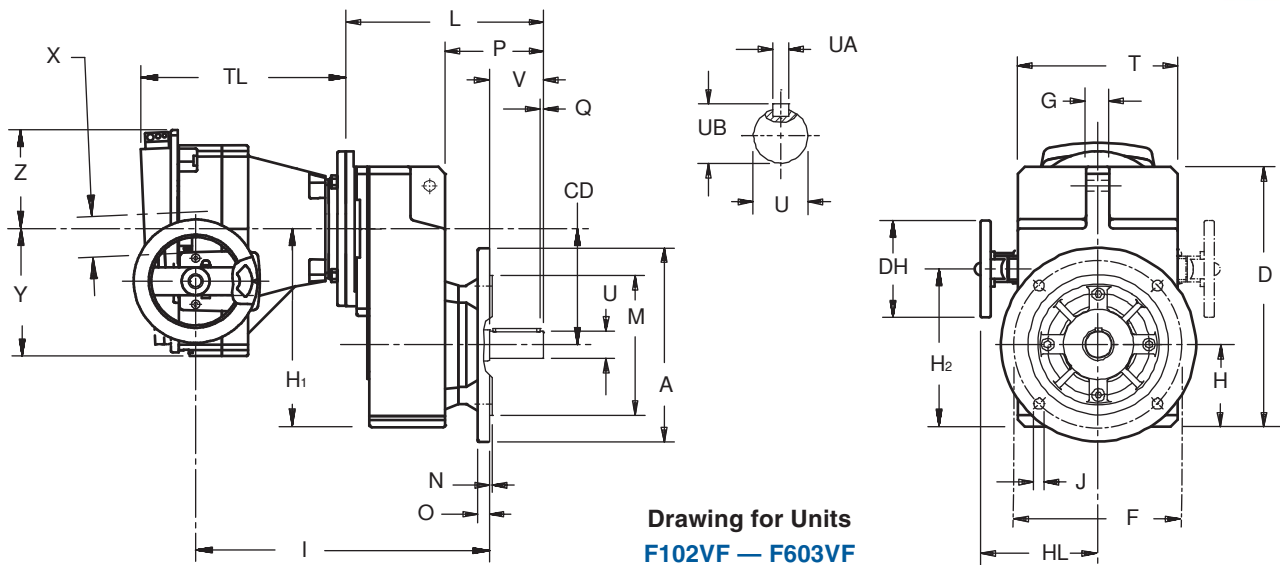 L
P
UA
X
TL
V
T
Q
G
UB
Z
CD
U
DH
D
Y
U
M
H2
H
H1
A
N
J
O
Drawing for Units
F
I
HL
F102VF — F603VF